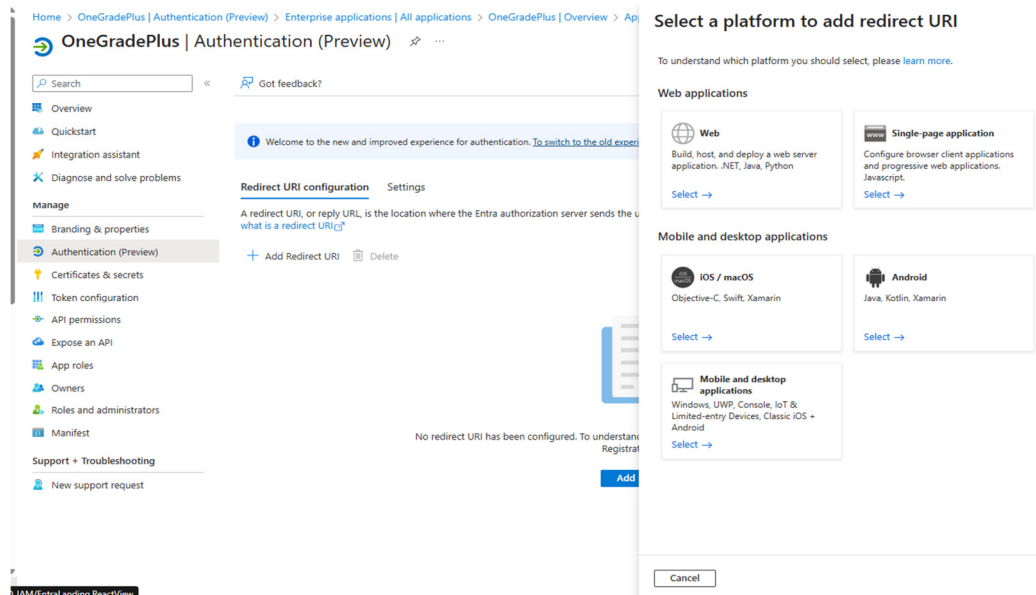 Home > OneGradePlus | Authentication (Preview) > Enterprise applications | All applications > OneGradePlus | Overview > Ap
OneGradePlus | Authentication (Preview)
Search
Got feedback?
Overview
Quickstart
Integration assistant
Diagnose and solve problems
Manage
Branding & properties
Authentication (Preview)
Certificates & secrets
Token configuration
API permissions
Expose an API
App roles
Owners
Roles and administrators
Manifest
Support + Troubleshooting
New support request
Welcome to the new and improved experience for authentication. To switch to the old experi
Redirect URI configuration Settings
A redirect URI, or reply URL, is the location where the Entra authorization server sends the u
what is a redirect URI
Add Redirect URI Delete
No redirect URI has been configured. To understand
Registrat
Add
Select a platform to add redirect URI
To understand which platform you should select, please learn more.
Web applications
Web
Build, host, and deploy a web server
application. .NET, Java, Python
Select →
www
Single-page application
Configure browser client applications
and progressive web applications.
Javascript.
Select →
Mobile and desktop applications
iOS
macOS
iOS / macOS
Objective-C, Swift, Xamarin
Select →
Android
Java, Kotlin, Xamarin
Select →
Mobile and desktop
applications
Windows, UWP, Console, IoT &
Limited-entry Devices, Classic iOS +
Android
Select →
Cancel